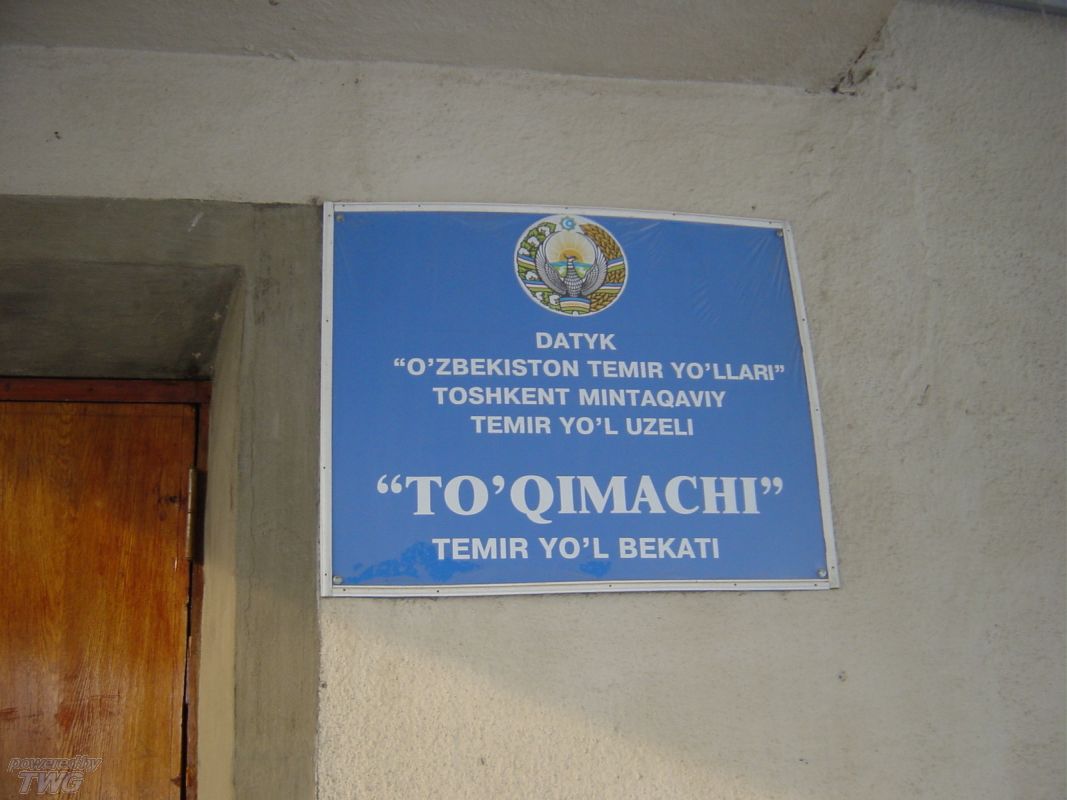 DATYK
“O’ZBEKISTON TEMIR YO’LLARI”
TOSHKENT MINTAQAVIY
TEMIR YO’L UZELI
“TO’QIMACHI”
TEMIR YO’L BEKATI
powered by
TWG